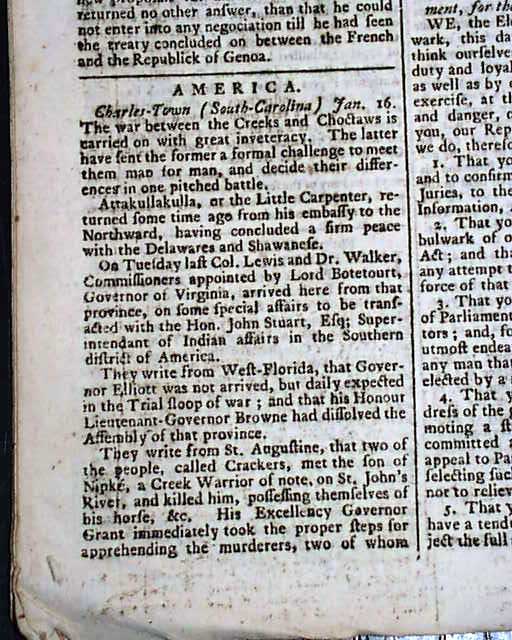 returned no other anſwer, than that he could
not enter into any negociation till he had ſeen
the treaty concluded on between the French
and the Republick of Genoa.
AMERICA.
Charles-Town (South-Carolina) Jan. 16.
The war between the Creeks and Choctaws is
carried on with great inveteracy. The latter
have ſent the former a formal challenge to meet
them man for man, and decide their differ-
ences in one pitched battle.
Attakullakulla, or the Little Carpenter, re-
turned ſome time ago from his embaſſy to the
Northward, having concluded a firm peace
with the Delawares and Shawaneſe.
On Tueſday laſt Col. Lewis and Dr. Walker,
Commiſſioners appointed by Lord Botetourt,
Governor of Virginia, arrived here from that
province, on ſome ſpecial affairs to be tranſ-
acted with the Hon. John Stuart, Eſq; Super-
intendant of Indian affairs in the Southern
diſtrict of America.
They write from Weſt-Florida, that Gover-
nor Elliott was not arrived, but daily expected
in the Trial ſloop of war; and that his Honour
Lieutenant-Governor Browne had diſſolved the
Aſſembly of that province.
They write from St. Auguſtine, that two of
the people, called Crackers, met the ſon of
Nipké, a Creek Warrior of note, on St. John's
River, and killed him, poſſeſſing themſelves of
his horſe, &c. His Excellency Governor
Grant immediately took the proper ſteps for
apprehending the murderers, two of whom
ment, for the
WE, the Ele
wark, this da
think ourſelve
duty and loyal
as well as by
exerciſe, at th
and danger,
you, our Rep
we do, therefo
1. That yo
and to confirm
Juries, to the
Information,
2. That you
bulwark of o
Act; and tha
any attempt t
force of that
3. That yo
of Parliament
tors; and, fo
utmoſt endea
any man that
elected by a
4. That y
dreſs of the g
moting a ſt
committed a
appeal to Par
ſelecting ſuc
not to reliev
5. That y
have a tend
ject the full